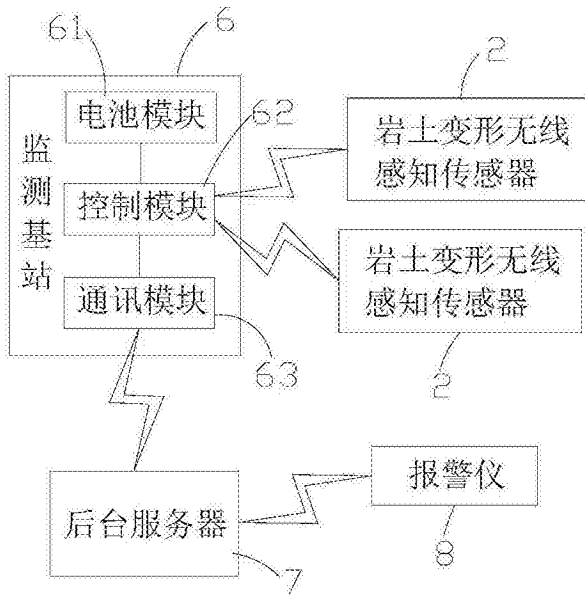 61
6
2
电池模块
62
岩土变形无线
感知传感器
监测基站
控制模块
岩土变形无线
感知传感器
通讯模块
63
2
报警仪
后台服务器
8
7